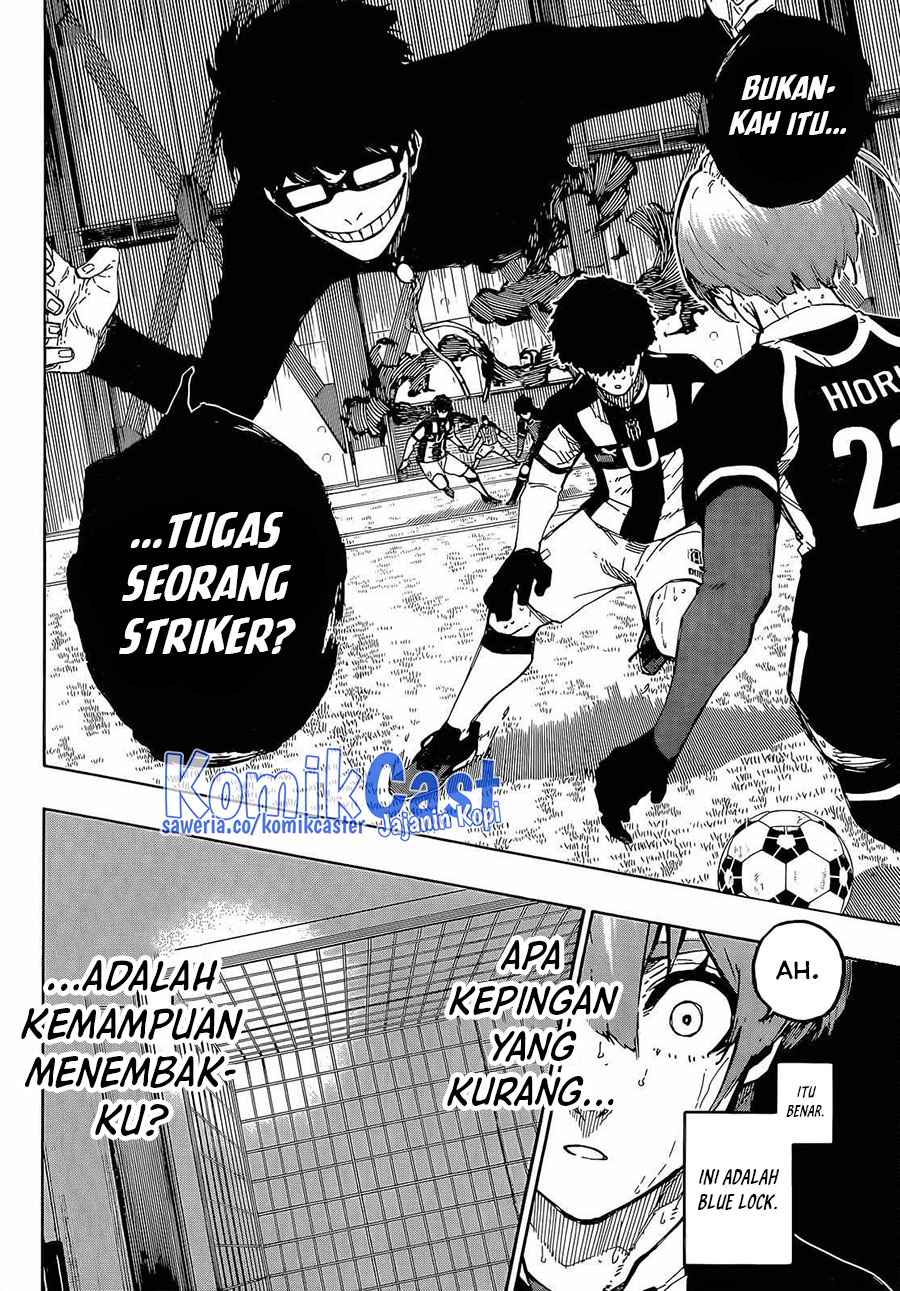 BUKAN-
KAH ITU...
HIORI
22
...TUGAS
SEORANG
STRIKER?
U
KomikCast
saweria.co/komikcaster
Jajanin Kopi
AH.
ITU
BENAR.
INI ADALAH
BLUE LOCK.
APA
KEPINGAN
YANG
KURANG...
...ADALAH
KEMAMPUAN
MENEMBAK-
KU?